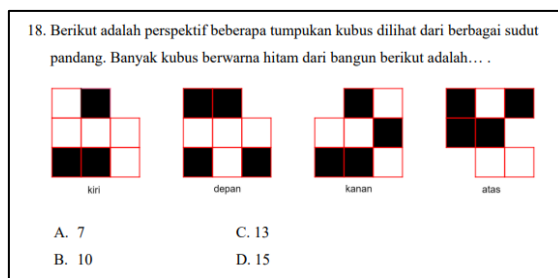 18. Berikut adalah perspektif beberapa tumpukan kubus dilihat dari berbagai sudut
pandang. Banyak kubus berwarna hitam dari bangun berikut adalah… .
kiri depan kanan atas
A. 7 C. 13
B. 10 D. 15